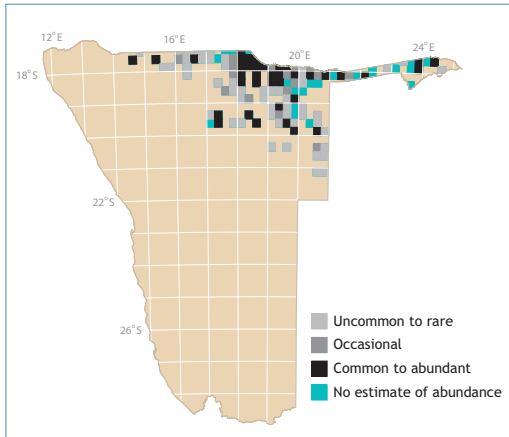 12°E 16°E 20°E 24°E
18°S
22°S
26°S
Uncommon to rare
Occasional
Common to abundant
No estimate of abundance